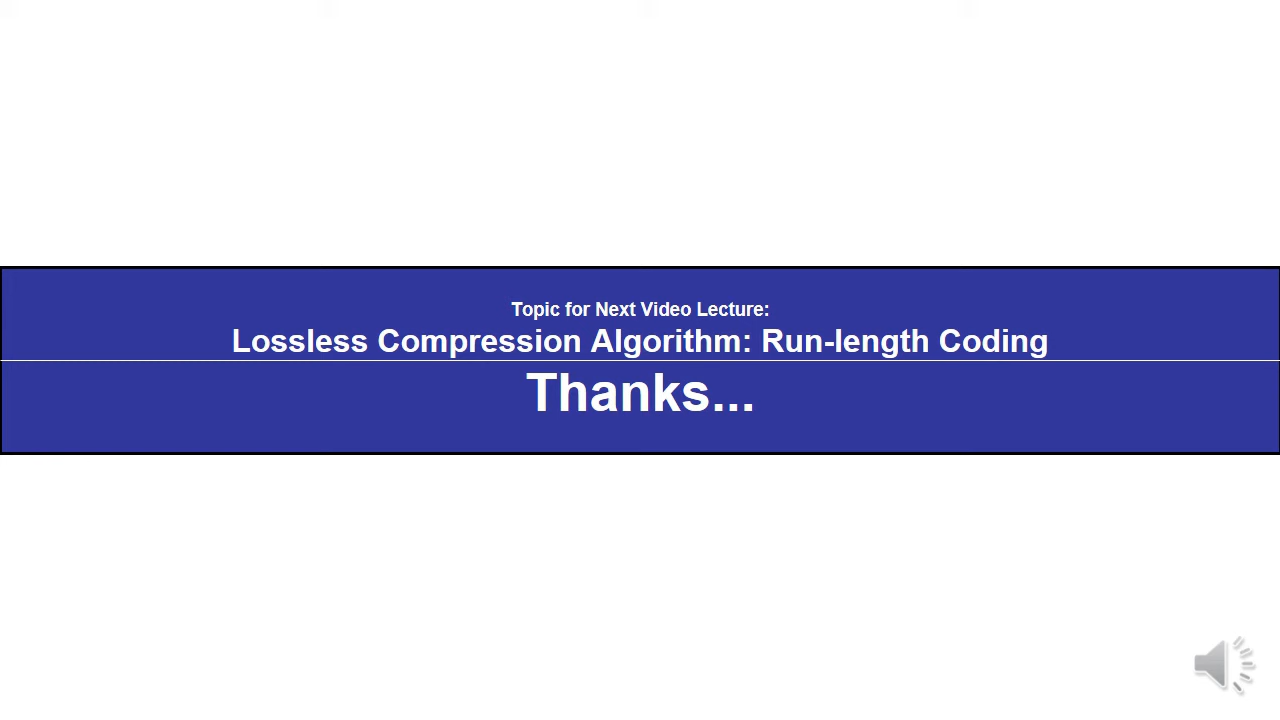 Topic for Next Video Lecture:
Lossless Compression Algorithm: Run-length Coding
Thanks...